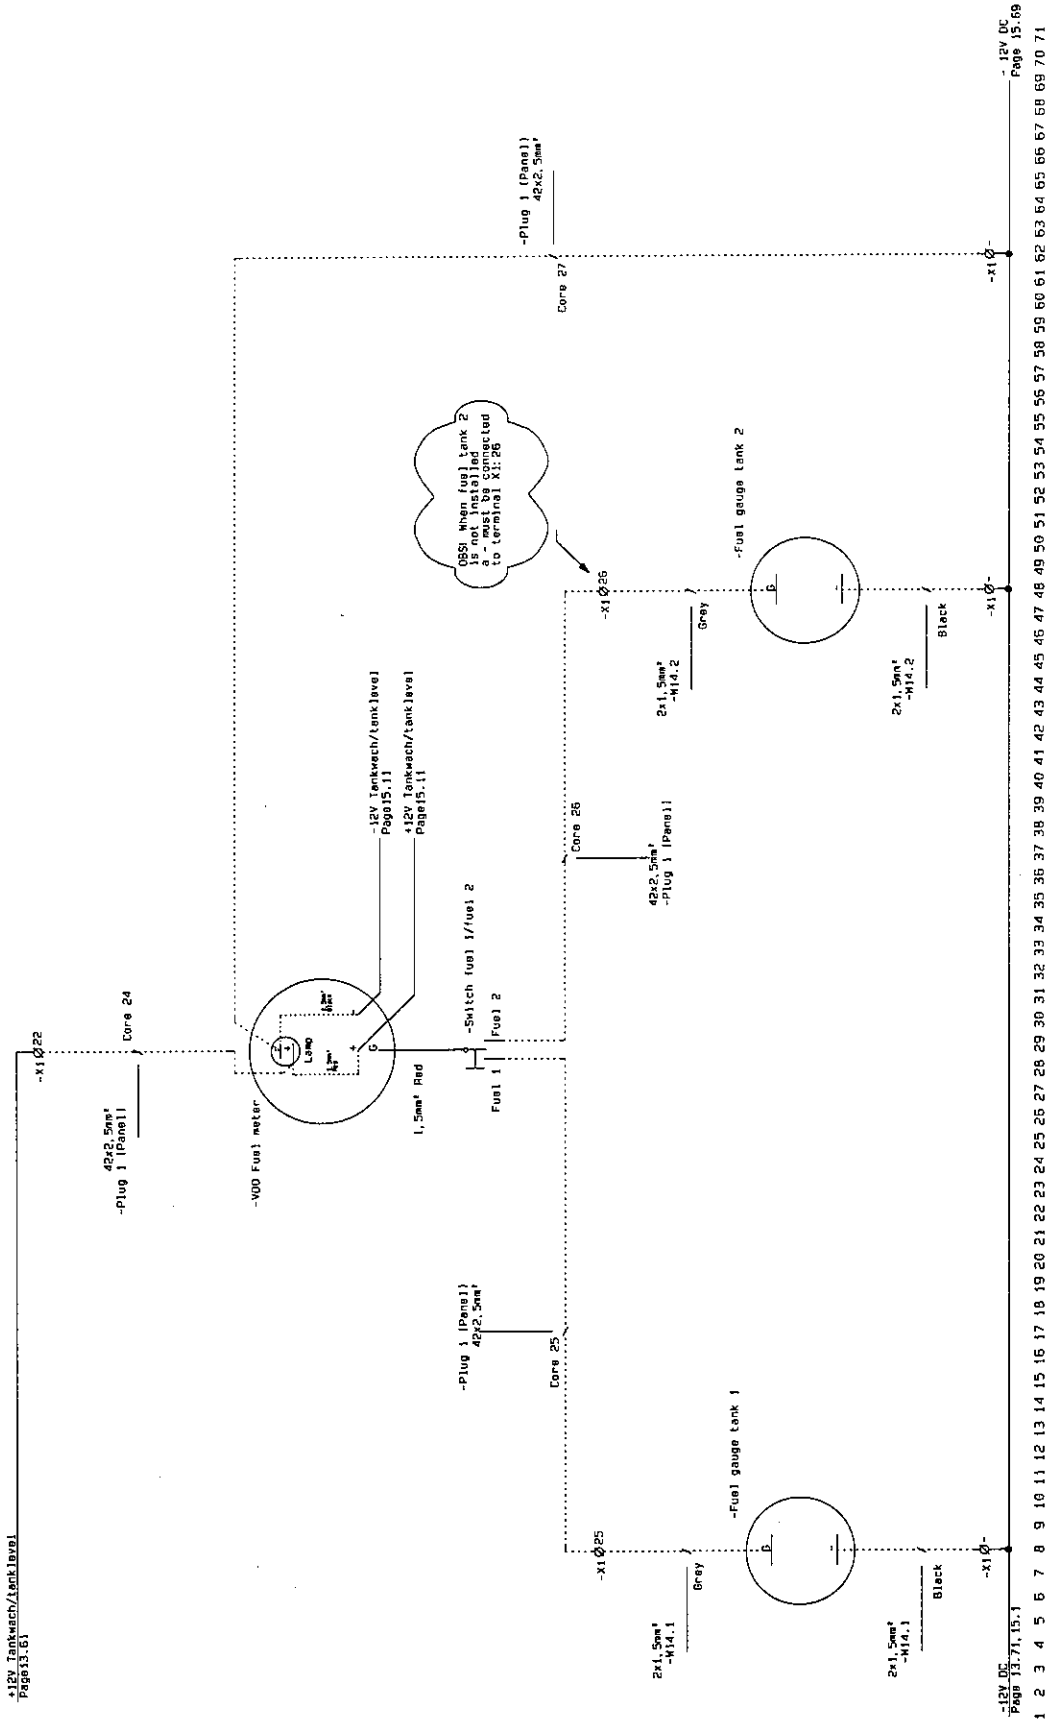 +12V Tankwach/tanklevel
Page13.61
-X1 22
Core 24
42x2,5mm²
-Plug 1 (Panel)
-VDO Fuel meter
Lamp
+
-
G
1,5mm² Red
-12V Tankwach/tanklevel
Page15.11
+12V Tankwach/tanklevel
Page15.11
-Switch fuel 1/fuel 2
Fuel 1
Fuel 2
-Plug 1 (Panel)
42x2,5mm²
Core 25
Core 26
42x2,5mm²
-Plug 1 (Panel)
OBS! When fuel tank 2
is not installed
a - must be connected
to terminal X1:26
-Plug 1 (Panel)
42x2,5mm²
Core 27
-X1 25
Grey
2x1,5mm²
-W14.1
-Fuel gauge tank 1
G
-
2x1,5mm²
-W14.1
Black
-X1 -
-X1 26
Grey
2x1,5mm²
-W14.2
-Fuel gauge tank 2
G
-
2x1,5mm²
-W14.2
Black
-X1 -
-X1 -
-12V DC
Page 13.71,15.1
- 12V DC
Page 15.69
1 2 3 4 5 6 7 8 9 10 11 12 13 14 15 16 17 18 19 20 21 22 23 24 25 26 27 28 29 30 31 32 33 34 35 36 37 38 39 40 41 42 43 44 45 46 47 48 49 50 51 52 53 54 55 56 57 58 59 60 61 62 63 64 65 66 67 68 69 70 71